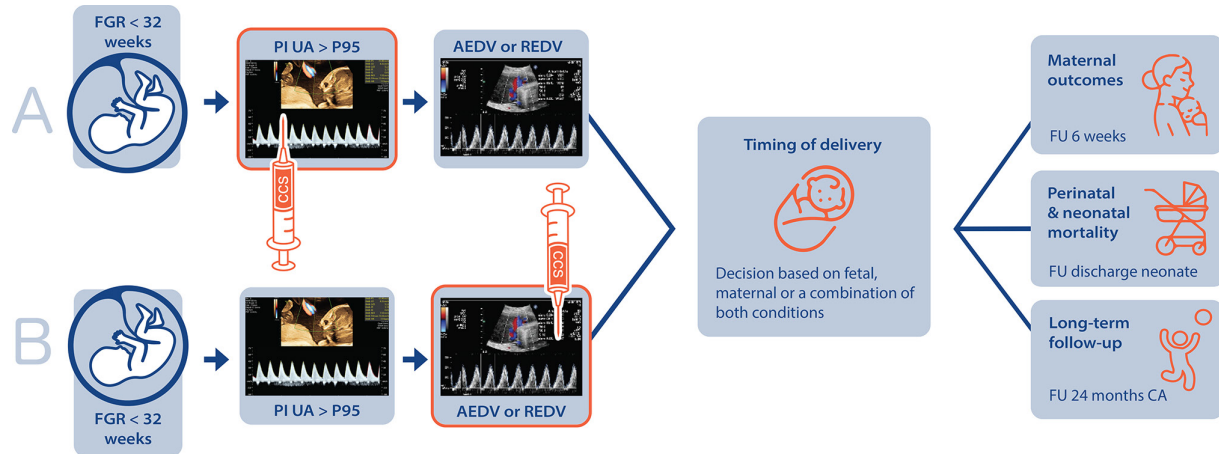 A
FGR < 32
weeks
PI UA > P95
CCS
AEDV or REDV
B
FGR < 32
weeks
PI UA > P95
CCS
AEDV or REDV
Timing of delivery
Decision based on fetal,
maternal or a combination of
both conditions
Maternal
outcomes
FU 6 weeks
Perinatal
& neonatal
mortality
FU discharge neonate
Long-term
follow-up
FU 24 months CA